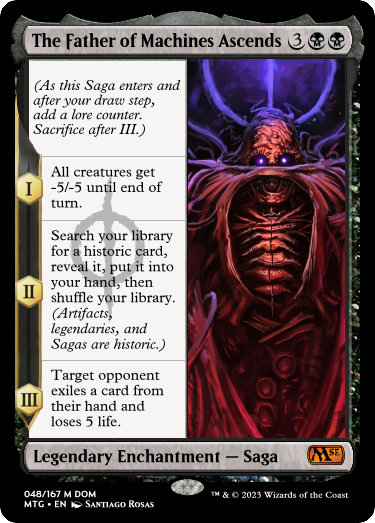 The Father of Machines Ascends 3
(As this Saga enters and
after your draw step,
add a lore counter.
Sacrifice after III.)
I
All creatures get
-5/-5 until end of
turn.
II
Search your library
for a historic card,
reveal it, put it into
your hand, then
shuffle your library.
(Artifacts,
legendaries, and
Sagas are historic.)
III
Target opponent
exiles a card from
their hand and
loses 5 life.
Legendary Enchantment — Saga
M SE
048/167 M DOM
MTG • EN Santiago Rosas
™ & © 2023 Wizards of the Coast